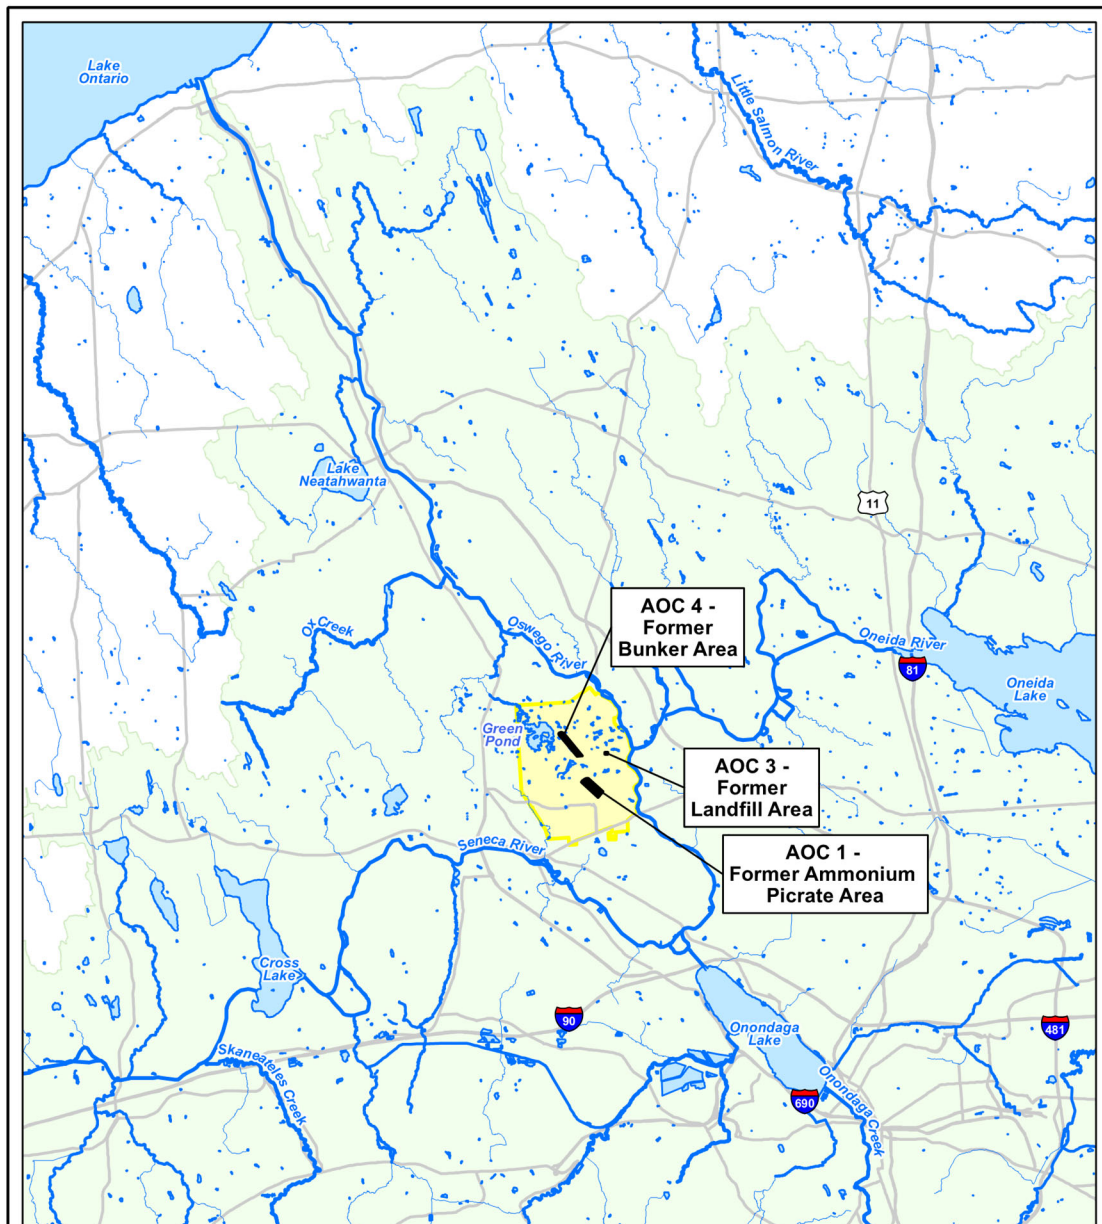 Lake
Ontario
Little Salmon River
Lake
Neatahwanta
11
AOC 4 -
Former
Bunker Area
Ox Creek
Oswego River
Oneida River
81
Oneida
Lake
Green
Pond
AOC 3 -
Former
Landfill Area
Seneca River
AOC 1 -
Former Ammonium
Picrate Area
Cross
Lake
90
Onondaga
Lake
481
Skaneateles Creek
Onondaga Creek
690